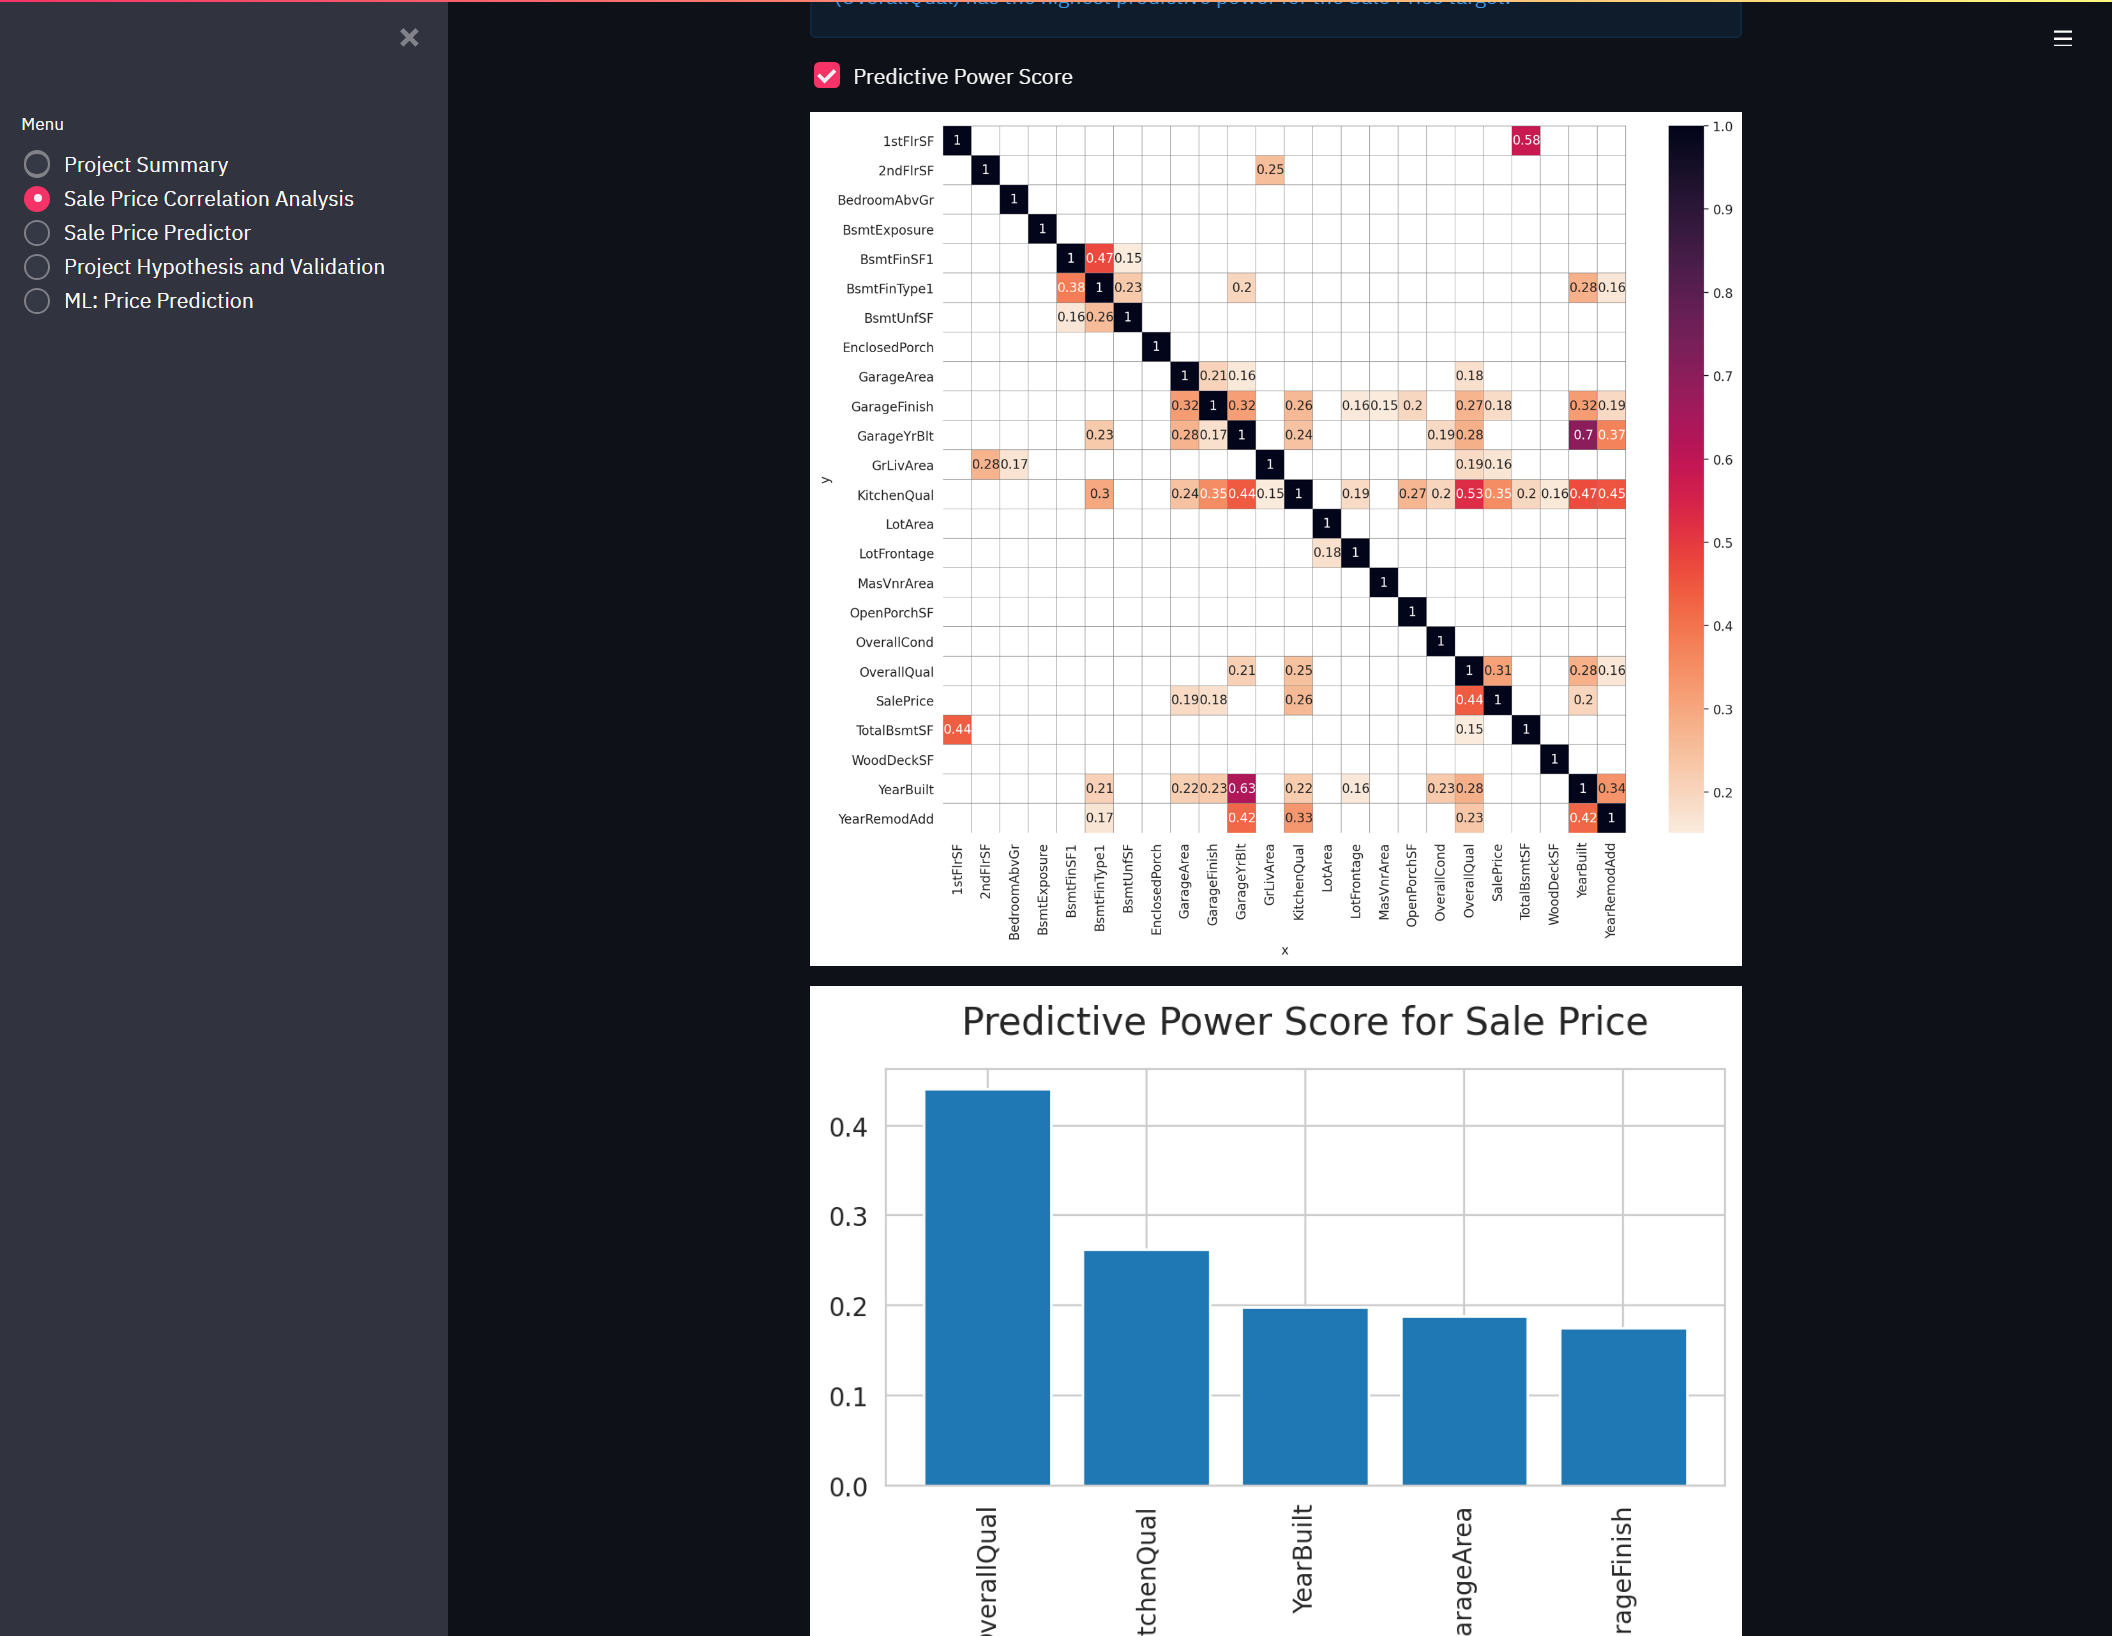 Menu
Project Summary
Sale Price Correlation Analysis
Sale Price Predictor
Project Hypothesis and Validation
ML: Price Prediction
(OverallQual) has the highest predictive power for the Sale Price target.
Predictive Power Score
1stFlrSF 1 0.58
2ndFlrSF 1 0.25
BedroomAbvGr 1
BsmtExposure 1
BsmtFinSF1 1 0.47 0.15
BsmtFinType1 0.38 1 0.23 0.2 0.28 0.16
BsmtUnfSF 0.16 0.26 1
EnclosedPorch 1
GarageArea 1 0.21 0.16 0.18
GarageFinish 0.32 1 0.32 0.26 0.16 0.15 0.2 0.27 0.18 0.32 0.19
GarageYrBlt 0.23 0.28 0.17 1 0.24 0.19 0.28 0.7 0.37
GrLivArea 0.28 0.17 1 0.19 0.16
KitchenQual 0.3 0.24 0.35 0.44 0.15 1 0.19 0.27 0.2 0.53 0.35 0.2 0.16 0.47 0.45
LotArea 1
LotFrontage 0.18 1
MasVnrArea 1
OpenPorchSF 1
OverallCond 1
OverallQual 0.21 0.25 1 0.31 0.28 0.16
SalePrice 0.19 0.18 0.26 0.44 1 0.2
TotalBsmtSF 0.44 0.15 1
WoodDeckSF 1
YearBuilt 0.21 0.22 0.23 0.63 0.22 0.16 0.23 0.28 1 0.34
YearRemodAdd 0.17 0.42 0.33 0.23 0.42 1
y
1stFlrSF
2ndFlrSF
BedroomAbvGr
BsmtExposure
BsmtFinSF1
BsmtFinType1
BsmtUnfSF
EnclosedPorch
GarageArea
GarageFinish
GarageYrBlt
GrLivArea
KitchenQual
LotArea
LotFrontage
MasVnrArea
OpenPorchSF
OverallCond
OverallQual
SalePrice
TotalBsmtSF
WoodDeckSF
YearBuilt
YearRemodAdd
x
1.0
0.9
0.8
0.7
0.6
0.5
0.4
0.3
0.2
Predictive Power Score for Sale Price
0.4
0.3
0.2
0.1
0.0
verallQual
tchenQual
YearBuilt
arageArea
rageFinish